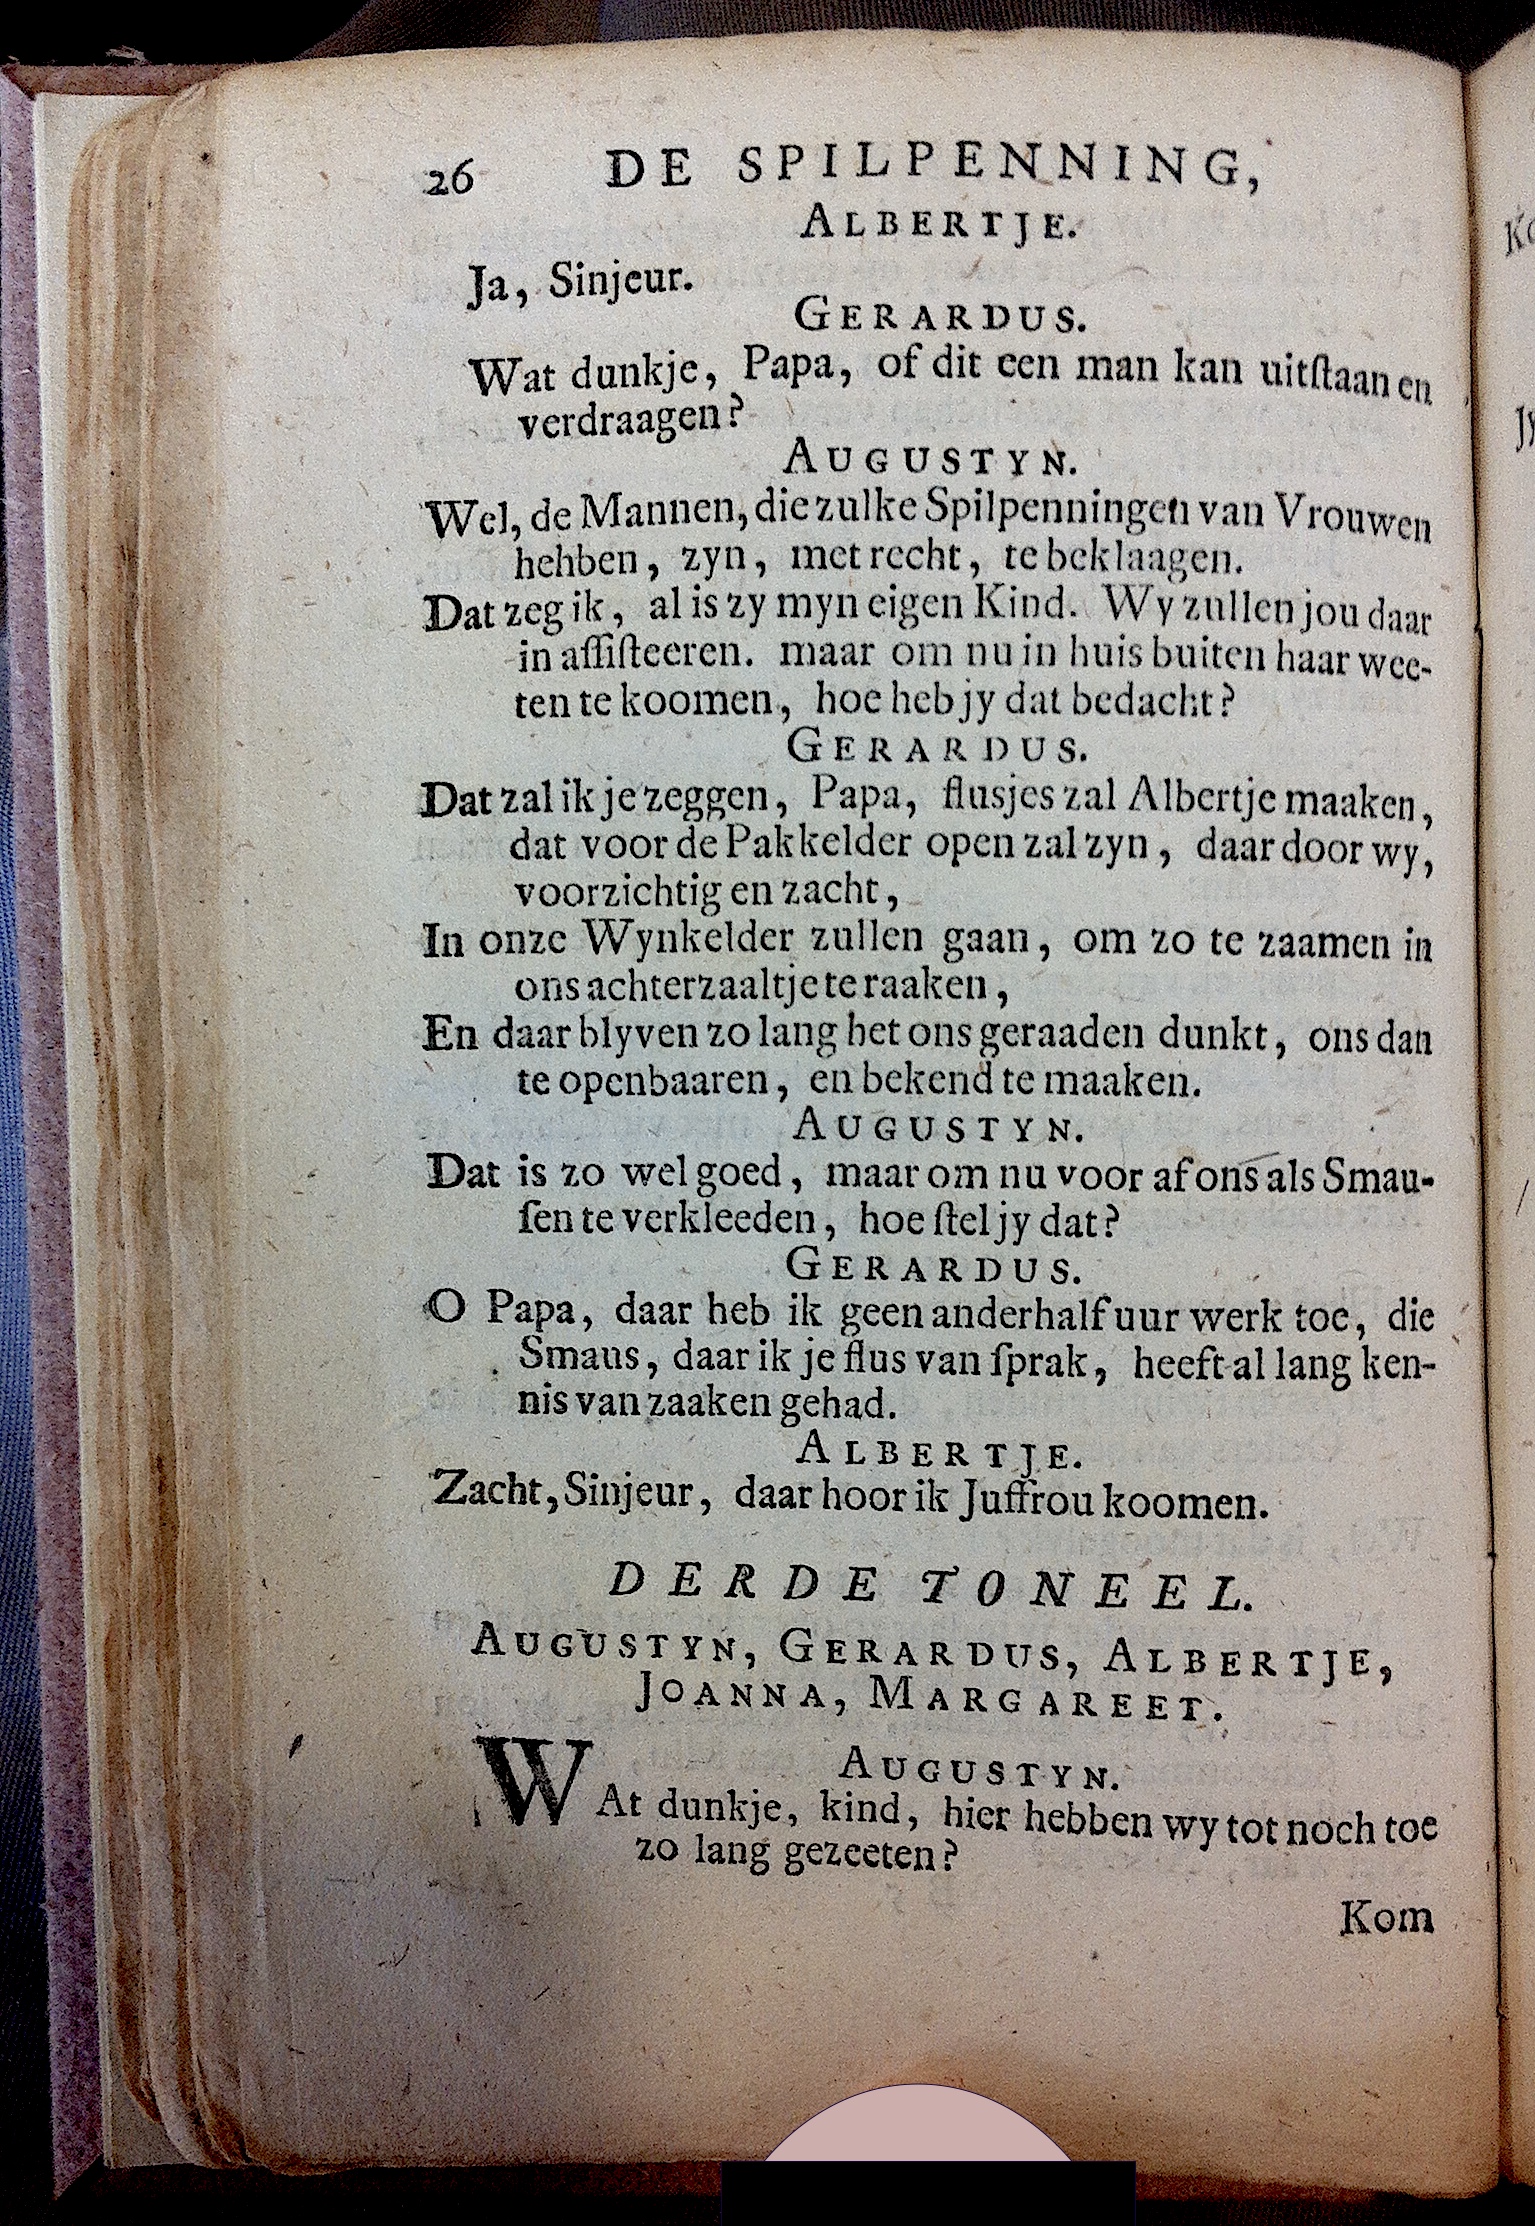 26 DE SPILPENNING,
ALBERTJE.
Ja, Sinjeur.
GERARDUS.
Wat dunkje, Papa, of dit een man kan uitſtaan en
verdraagen?
AUGUSTYN.
Wel, de Mannen, die zulke Spilpenningen van Vrouwen
hehben, zyn, met recht, te beklaagen.
Dat zeg ik, al is zy myn eigen Kind. Wy zullen jou daar
in aſſiſteeren. maar om nu in huis buiten haar wee-
ten te koomen, hoe heb jy dat bedacht?
GERARDUS.
Dat zal ik je zeggen, Papa, fluſjes zal Albertje maaken,
dat voor de Pakkelder open zal zyn, daar door wy,
voorzichtig en zacht,
In onze Wynkelder zullen gaan, om zo te zaamen in
ons achterzaaltje te raaken,
En daar blyven zo lang het ons geraaden dunkt, ons dan
te openbaaren, en bekend te maaken.
AUGUSTYN.
Dat is zo wel goed, maar om nu voor af ons als Smau-
ſen te verkleeden, hoe ſtel jy dat?
GERARDUS.
O Papa, daar heb ik geen anderhalf uur werk toe, die
Smaus, daar ik je flus van ſprak, heeft al lang ken-
nis van zaaken gehad.
ALBERTJE.
Zacht, Sinjeur, daar hoor ik Juffrou koomen.
DERDE TONEEL.
AUGUSTYN, GERARDUS, ALBERTJE,
JOANNA, MARGAREET.
AUGUSTYN.
WAt dunkje, kind, hier hebben wy tot noch toe
zo lang gezeeten?
Kom